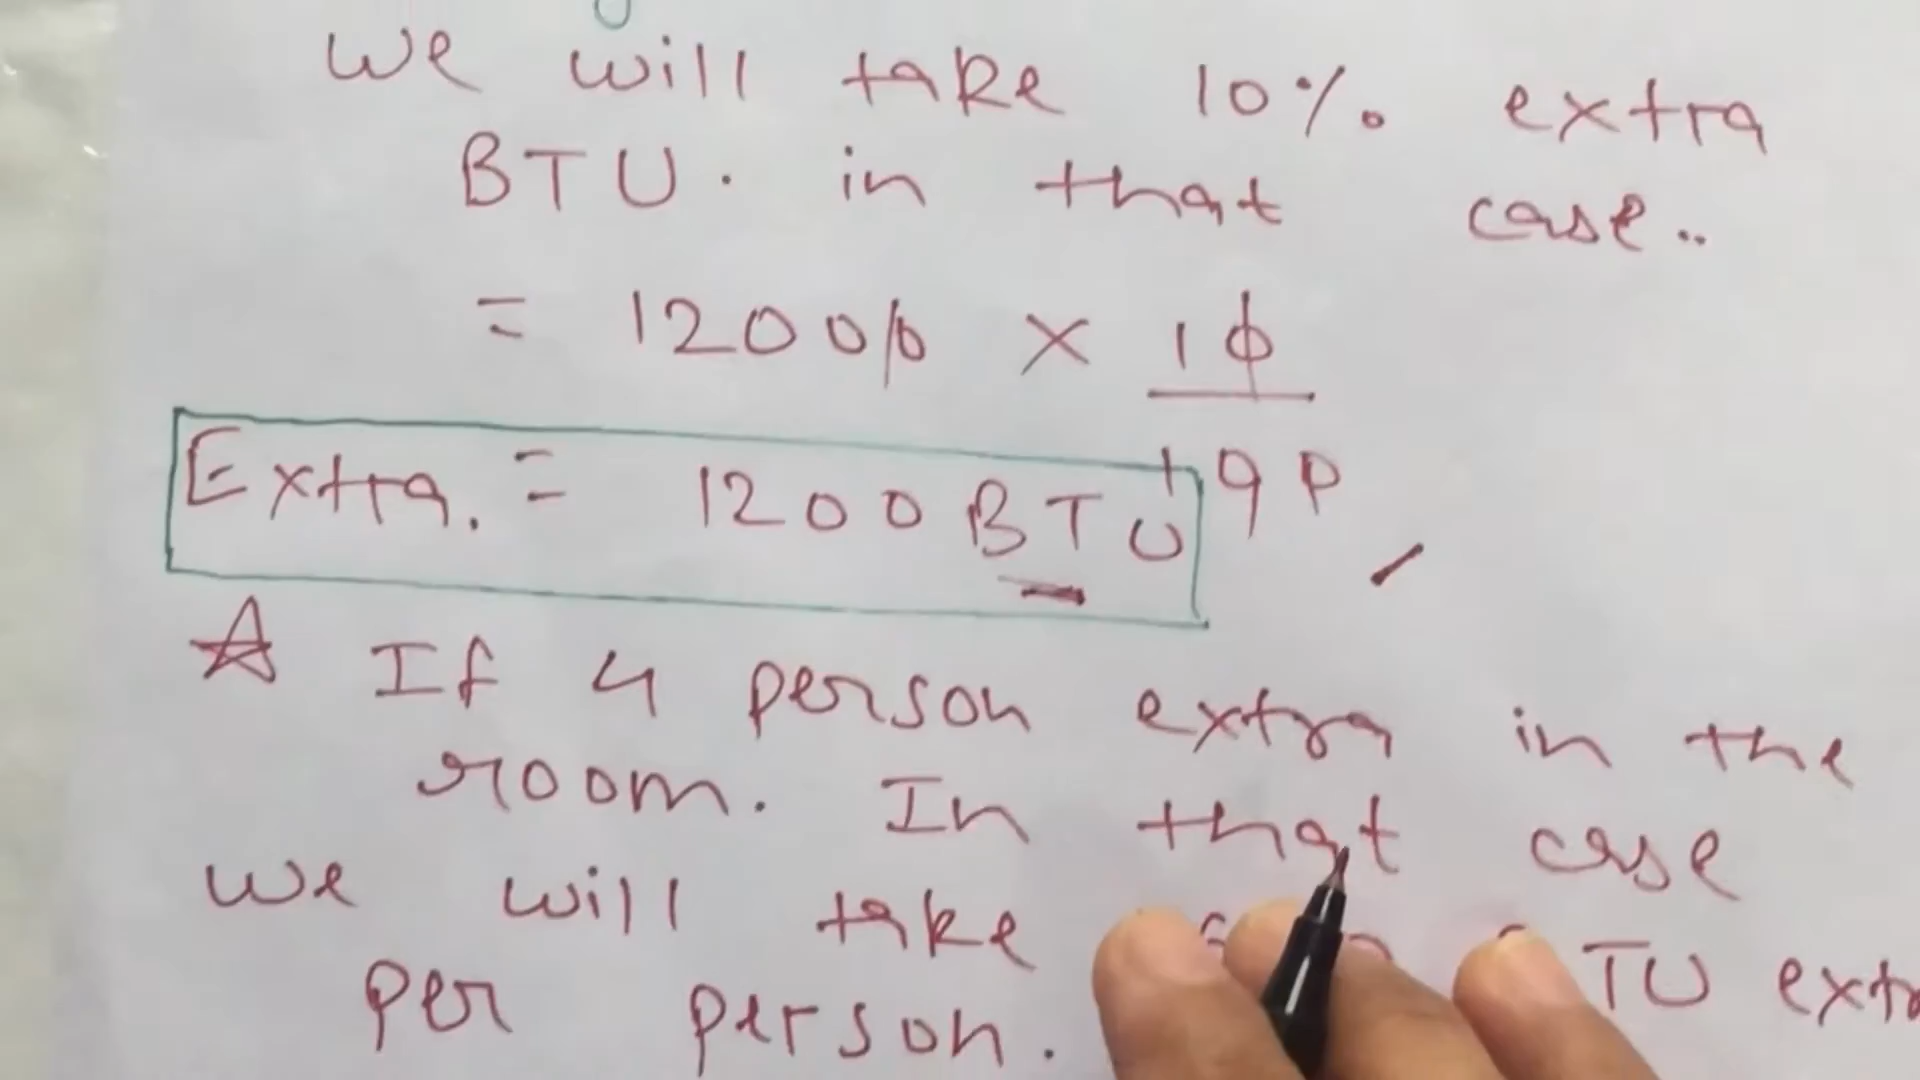 We will take 10% extra
BTU. in that case..
= 12000 × 10
100
Extra. = 1200 BTU
☆ If 4 person extra in the
room. In that case
we will take TU extr
per person.